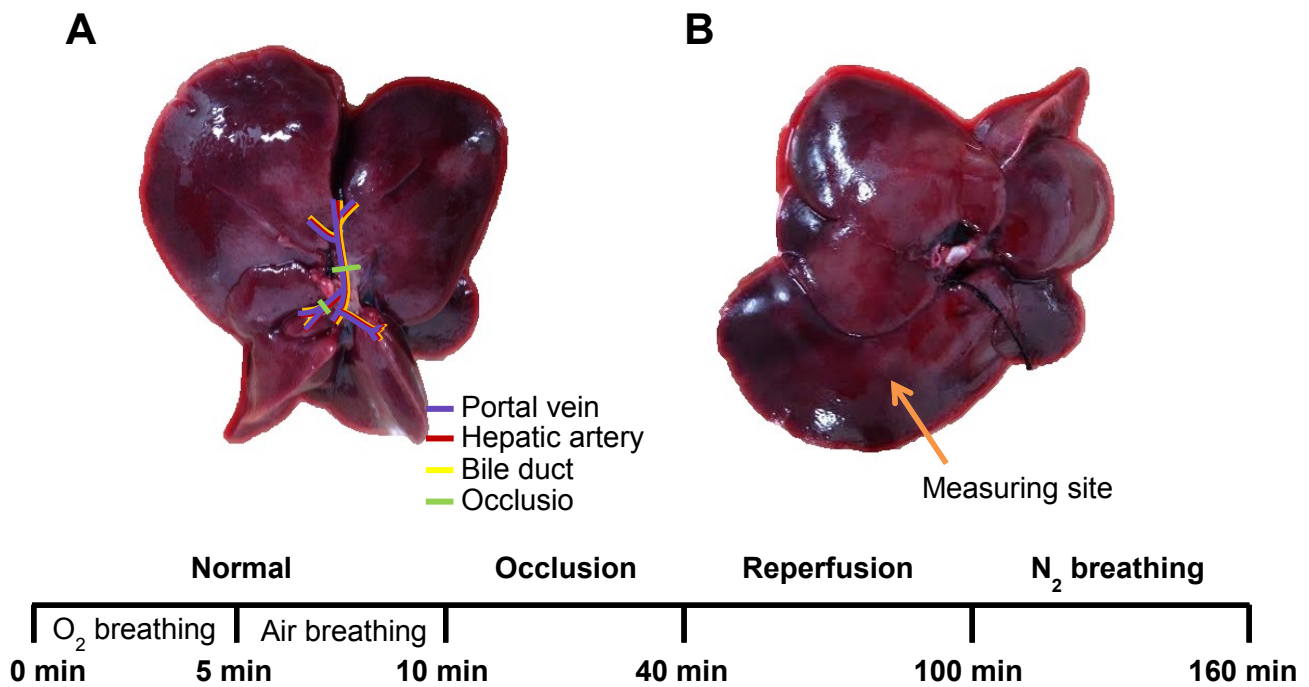 A
B
Portal vein
Hepatic artery
Bile duct
Occlusio
Measuring site
Normal
Occlusion
Reperfusion
N2 breathing
O2 breathing
Air breathing
0 min
5 min
10 min
40 min
100 min
160 min